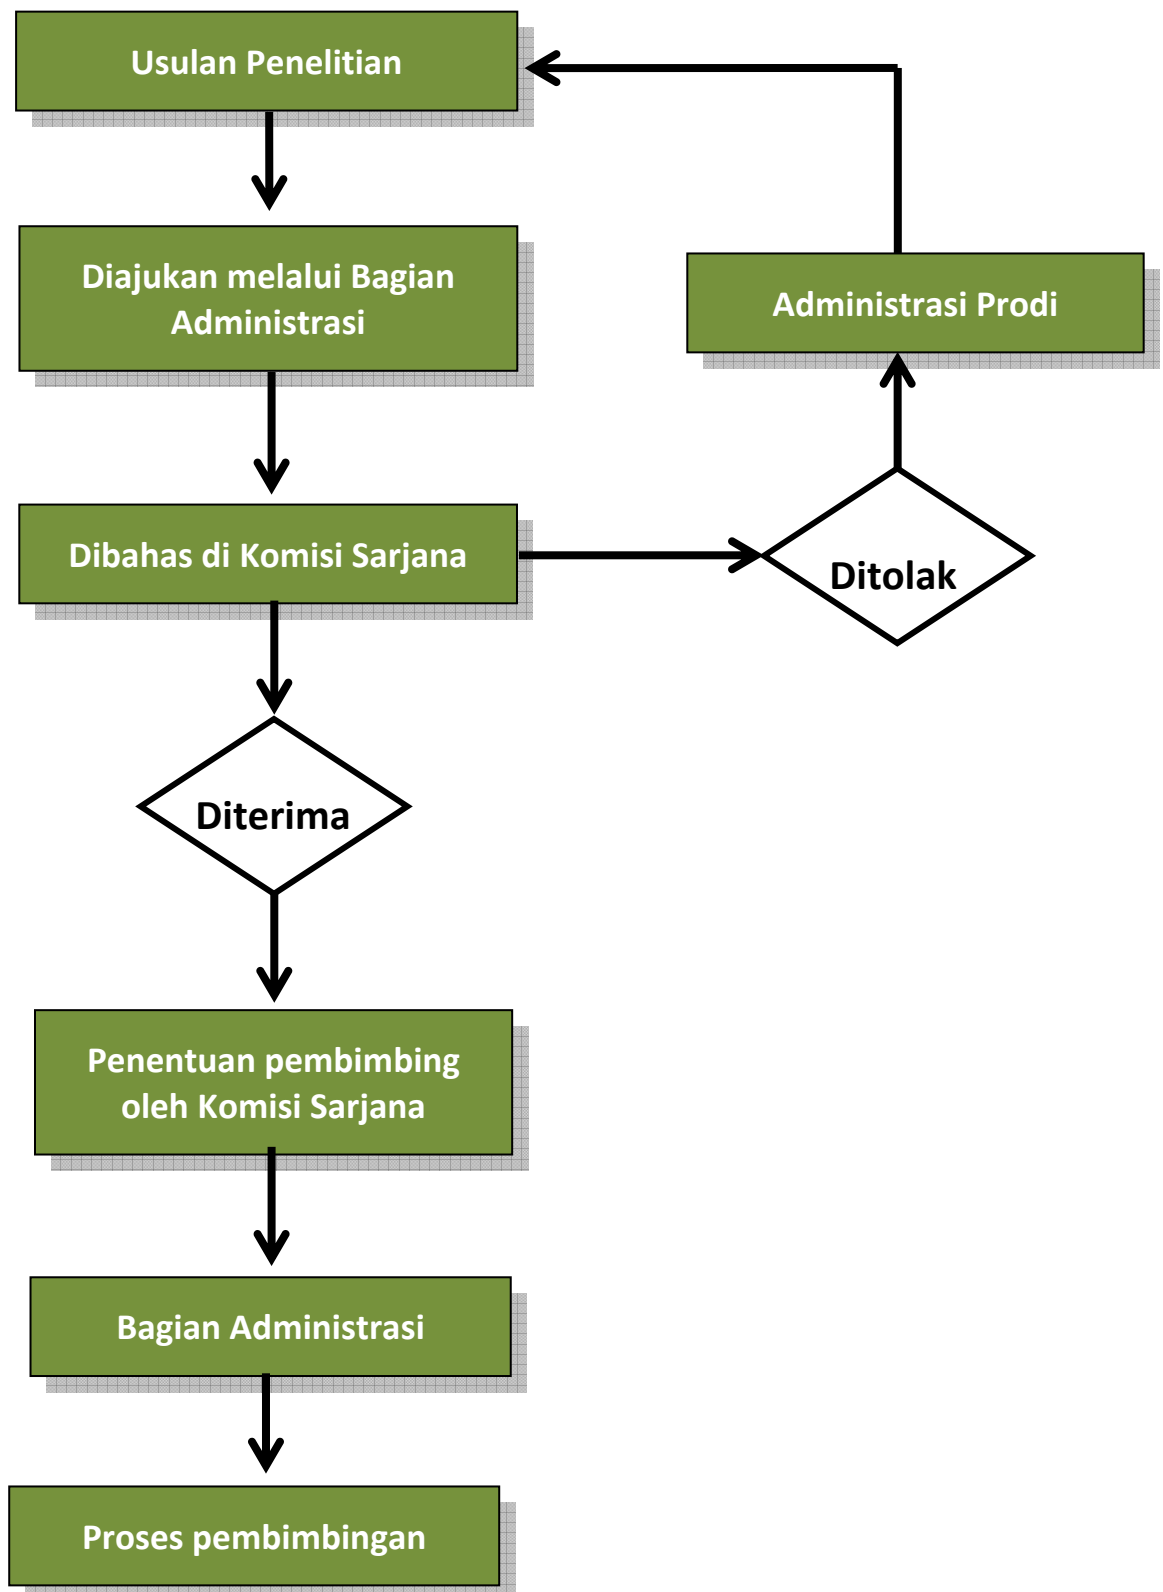 Usulan Penelitian
Diajukan melalui Bagian
Administrasi
Administrasi Prodi
Dibahas di Komisi Sarjana
Ditolak
Diterima
Penentuan pembimbing
oleh Komisi Sarjana
Bagian Administrasi
Proses pembimbingan